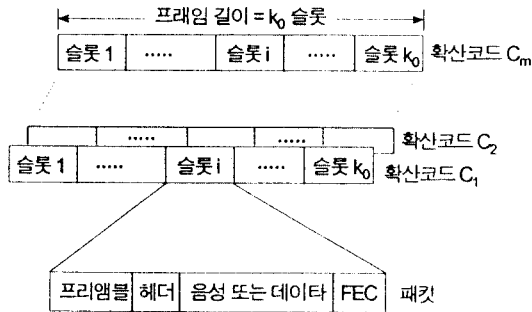 프래임 길이 = k₀ 슬롯
슬롯 1 ..... 슬롯 i ..... 슬롯 k₀ 확산코드 Cₘ
..... ..... 확산코드 C₂
슬롯 1 ..... 슬롯 i ..... 슬롯 k₀ 확산코드 C₁
프리앰블 헤더 음성 또는 데이타 FEC 패킷